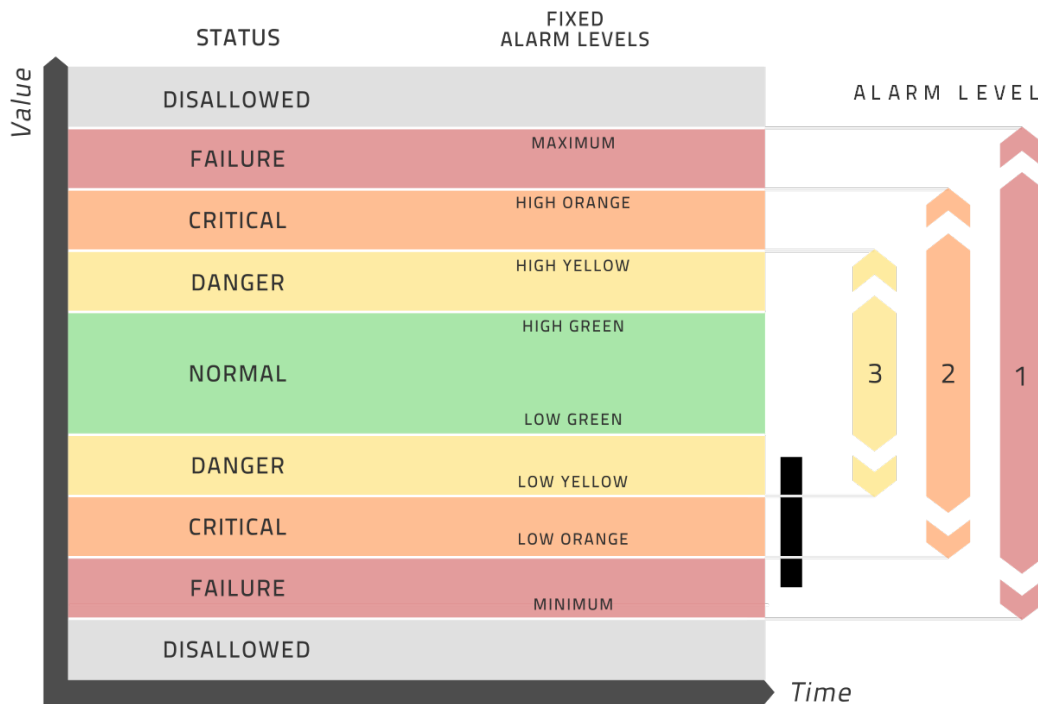 STATUS
FIXED
ALARM LEVELS
Value
ALARM LEVEL
DISALLOWED
MAXIMUM
FAILURE
HIGH ORANGE
CRITICAL
HIGH YELLOW
DANGER
HIGH GREEN
NORMAL
3
2
1
LOW GREEN
DANGER
LOW YELLOW
CRITICAL
LOW ORANGE
FAILURE
MINIMUM
DISALLOWED
Time